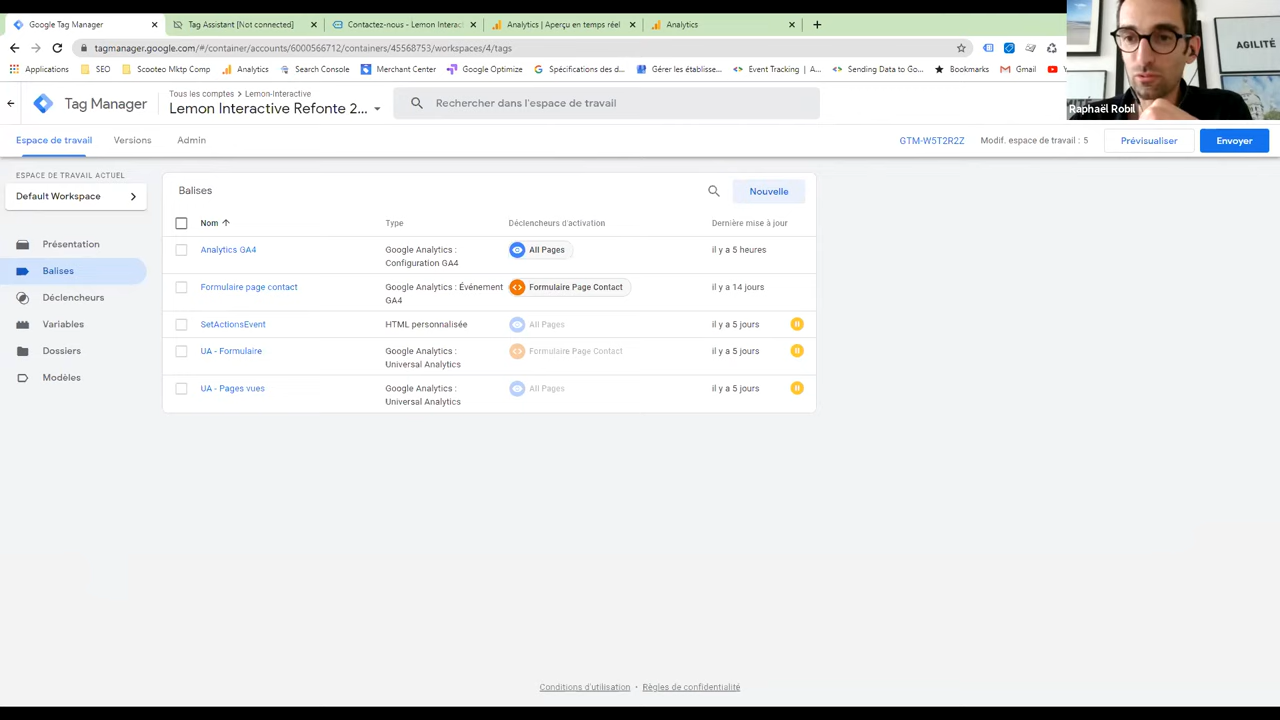 Google Tag Manager
Tag Assistant [Not connected]
Contactez-nous - Lemon Interac
Analytics | Aperçu en temps réel
Analytics
tagmanager.google.com/#/container/accounts/6000566712/containers/45568753/workspaces/4/tags
Applications
SEO
Scooteo Mktp Comp
Analytics
Search Console
Merchant Center
Google Optimize
Spécifications des d...
Gérer les établisse...
Event Tracking | A...
Sending Data to Go...
Bookmarks
Gmail
AGILITÉ
Raphaël Robil
Tag Manager
Tous les comptes > Lemon-Interactive
Lemon Interactive Refonte 2...
Rechercher dans l'espace de travail
Espace de travail
Versions
Admin
GTM-W5T2R2Z
Modif. espace de travail : 5
Prévisualiser
Envoyer
ESPACE DE TRAVAIL ACTUEL
Default Workspace
Présentation
Balises
Déclencheurs
Variables
Dossiers
Modèles
Balises
Nouvelle
Nom
Type
Déclencheurs d'activation
Dernière mise à jour
Analytics GA4
Google Analytics :
Configuration GA4
All Pages
il y a 5 heures
Formulaire page contact
Google Analytics : Événement
GA4
Formulaire Page Contact
il y a 14 jours
SetActionsEvent
HTML personnalisée
All Pages
il y a 5 jours
UA - Formulaire
Google Analytics :
Universal Analytics
Formulaire Page Contact
il y a 5 jours
UA - Pages vues
Google Analytics :
Universal Analytics
All Pages
il y a 5 jours
Conditions d'utilisation • Règles de confidentialité